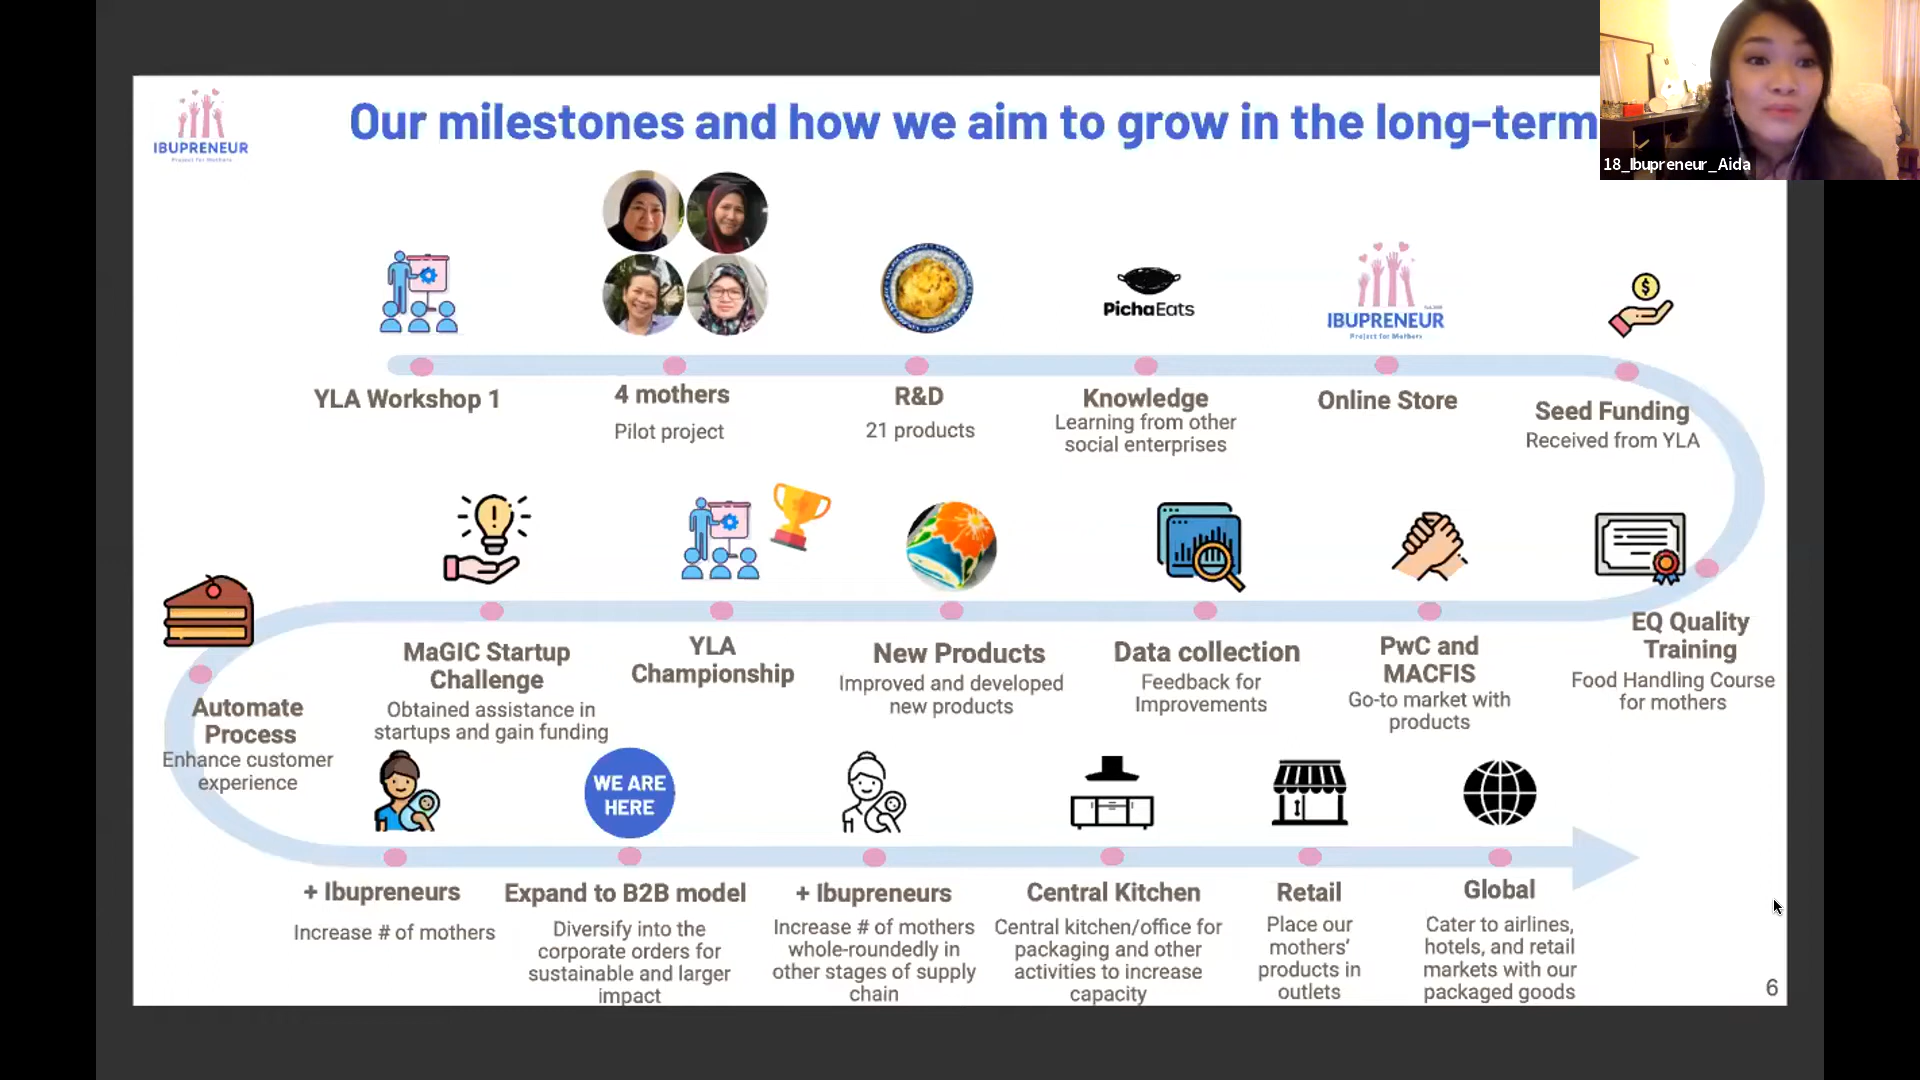 IBUPRENEUR
Project for Mothers
Our milestones and how we aim to grow in the long-term
18_Ibupreneur_Aida
PichaEats
IBUPRENEUR
Project for Mothers
YLA Workshop 1
4 mothers
Pilot project
R&D
21 products
Knowledge
Learning from other
social enterprises
Online Store
Seed Funding
Received from YLA
Automate
Process
Enhance customer
experience
MaGIC Startup
Challenge
Obtained assistance in
startups and gain funding
YLA
Championship
New Products
Improved and developed
new products
Data collection
Feedback for
Improvements
PwC and
MACFIS
Go-to market with
products
EQ Quality
Training
Food Handling Course
for mothers
WE ARE
HERE
+ Ibupreneurs
Increase # of mothers
Expand to B2B model
Diversify into the
corporate orders for
sustainable and larger
impact
+ Ibupreneurs
Increase # of mothers
whole-roundedly in
other stages of supply
chain
Central Kitchen
Central kitchen/office for
packaging and other
activities to increase
capacity
Retail
Place our
mothers'
products in
outlets
Global
Cater to airlines,
hotels, and retail
markets with our
packaged goods
6